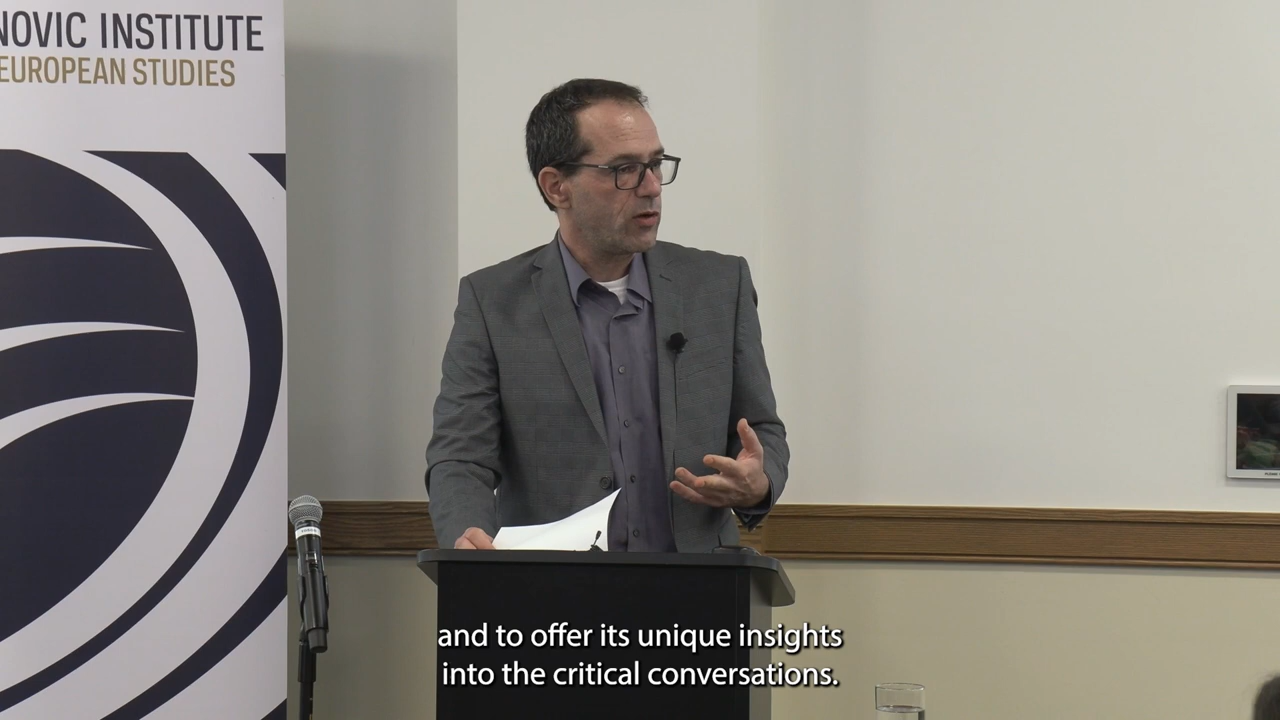 NOVIC INSTITUTE
EUROPEAN STUDIES
and to offer its unique insights
into the critical conversations.